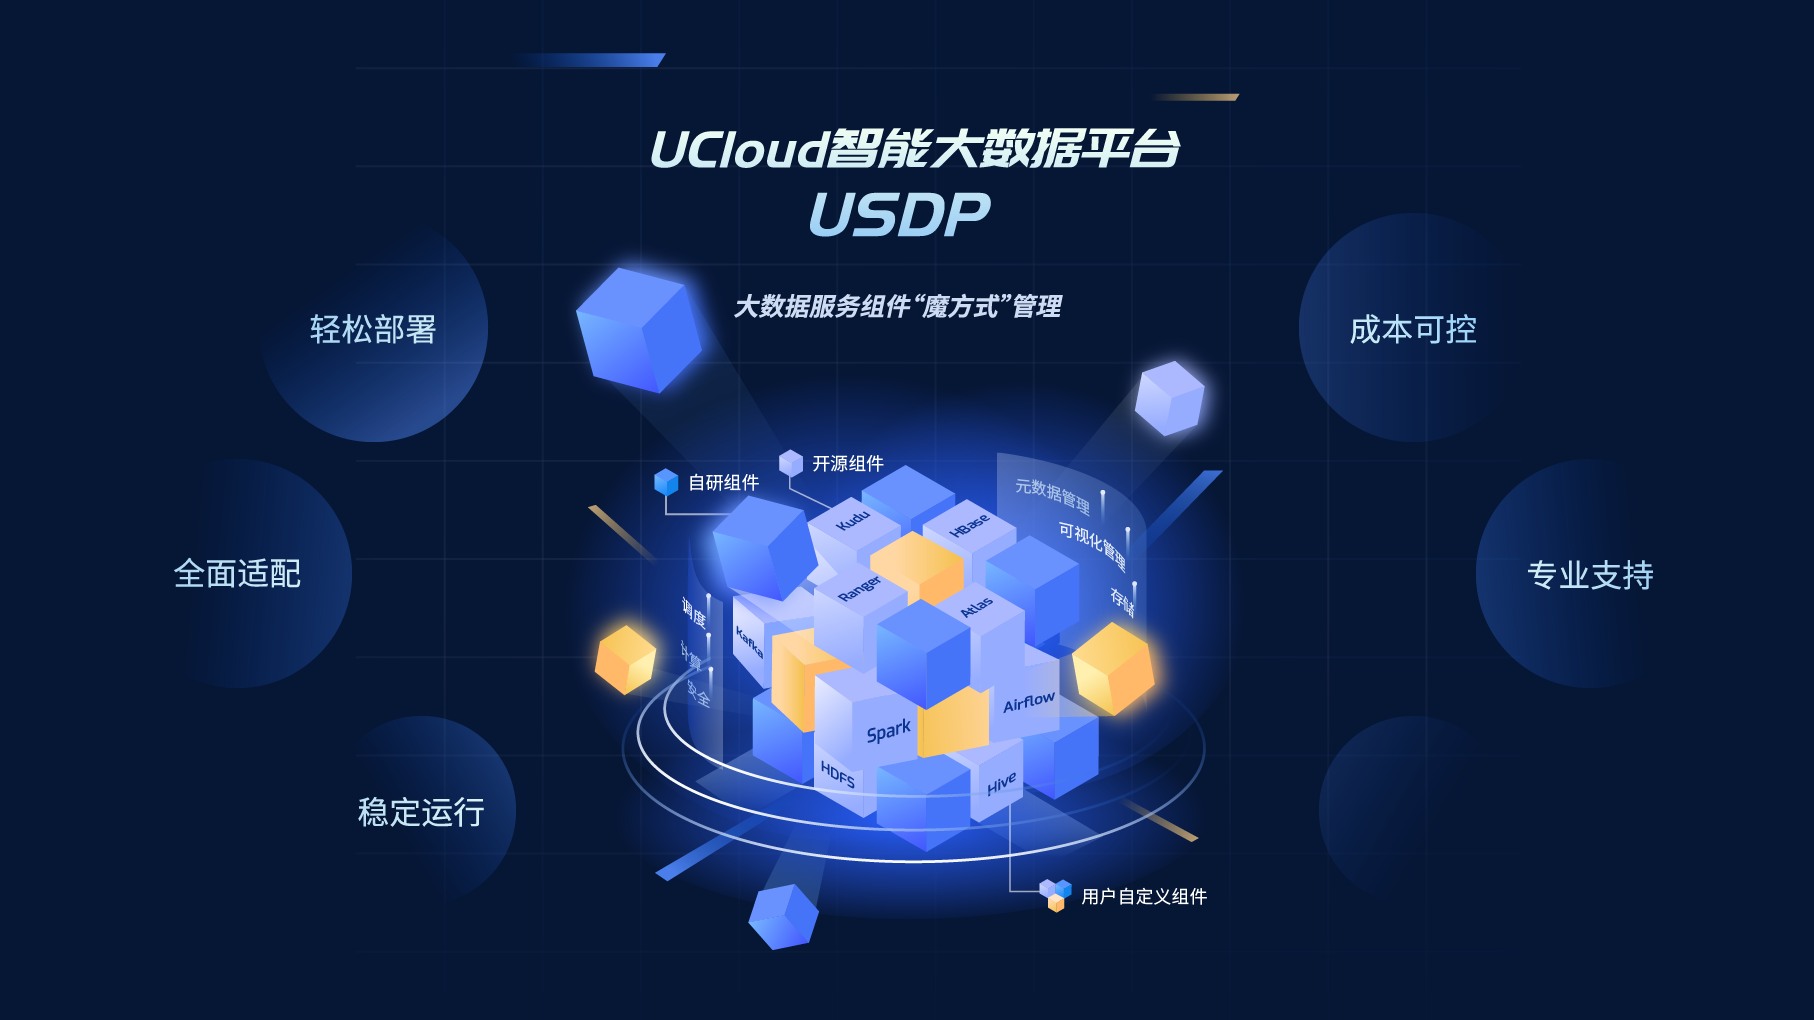 UCloud智能大数据平台
USDP
大数据服务组件“魔方式”管理
轻松部署
成本可控
全面适配
专业支持
稳定运行
自研组件
开源组件
元数据管理
可视化管理
存储
调度
计算
安全
Kudu
HBase
Ranger
Atlas
Kafka
Airflow
Spark
HDFS
Hive
用户自定义组件